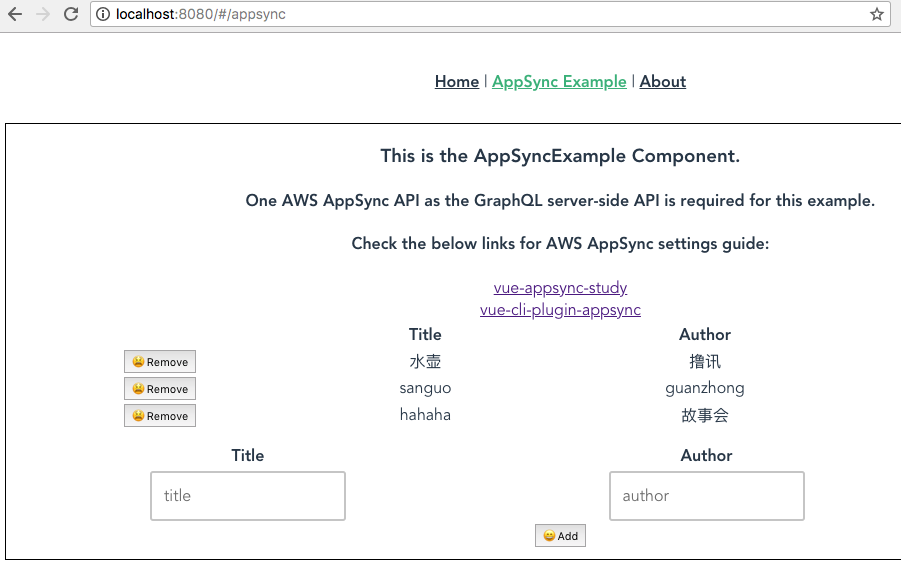 localhost:8080/#/appsync
Home | AppSync Example | About
This is the AppSyncExample Component.
One AWS AppSync API as the GraphQL server-side API is required for this example.
Check the below links for AWS AppSync settings guide:
vue-appsync-study
vue-cli-plugin-appsync
Title Author
😫 Remove 水壶 撸讯
😫 Remove sanguo guanzhong
😫 Remove hahaha 故事会
Title Author
title author
😄 Add